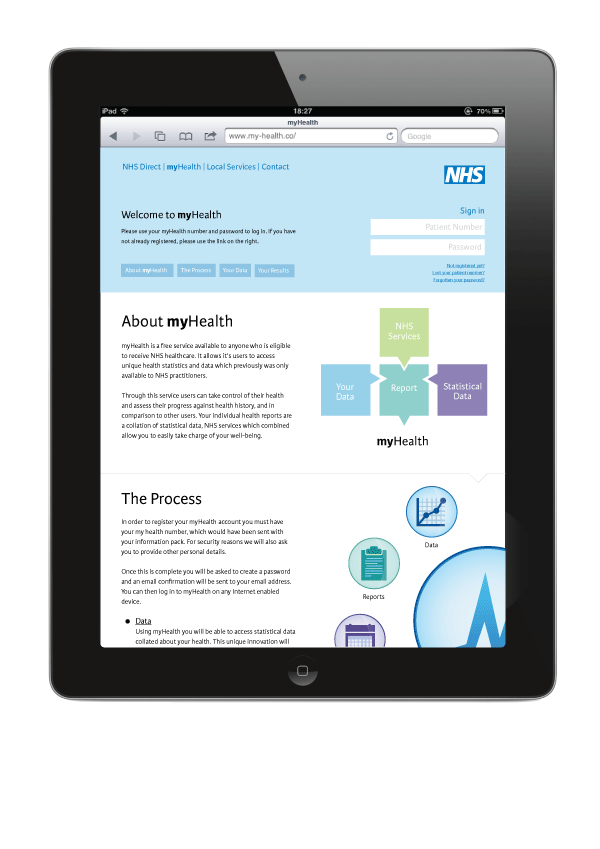 iPad 18:27 70%
myHealth
www.my-health.co/ Google
NHS Direct | myHealth | Local Services | Contact
NHS
Sign in
Welcome to myHealth
Patient Number
Please use your myHealth number and password to log in. If you have
not already registered, please use the link on the right.
Password
Not registered yet?
Lost your patient number?
Forgotten your password?
About myHealth The Process Your Data Your Results
About myHealth
myHealth is a free service available to anyone who is eligible
to receive NHS healthcare. It allows it's users to access
unique health statistics and data which previously was only
available to NHS practitioners.
Through this service users can take control of their health
and assess their progress against health history, and in
comparison to other users. Your individual health reports are
a collation of statistical data, NHS services which combined
allow you to easily take charge of your well-being.
NHS
Services
Your
Data
Report
Statistical
Data
myHealth
The Process
In order to register your myHealth account you must have
your my health number, which would have been sent with
your information pack. For security reasons we will also ask
you to provide other personal details.
Once this is complete you will be asked to create a password
and an email confirmation will be sent to your email address.
You can then log in to myHealth on any Internet enabled
device.
• Data
Using myHealth you will be able to access statistical data
collated about your health. This unique innovation will
Data
Reports